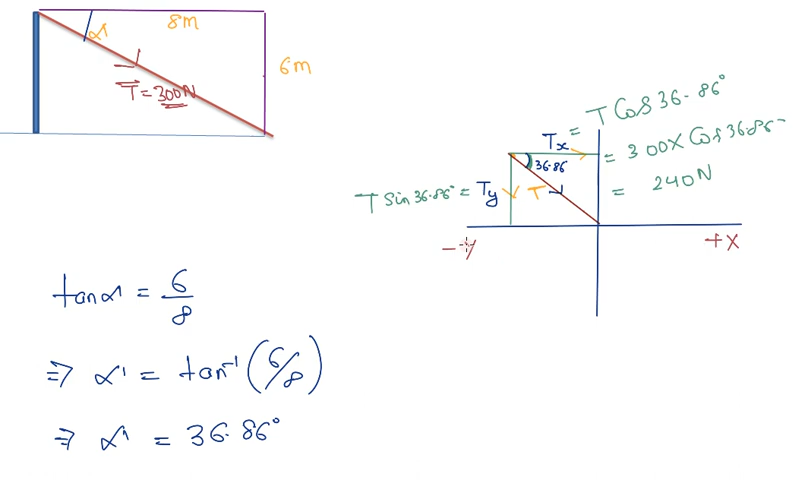 8m
α
6m
T = 300N
T Cos 36.86°
Tx =
= 300 x Cos 36.86°
36.86
T Sin 36.86° = Ty
T
= 240N
+X
tan α = 6/8
⇒ α = tan⁻¹ (6/8)
⇒ α = 36.86°